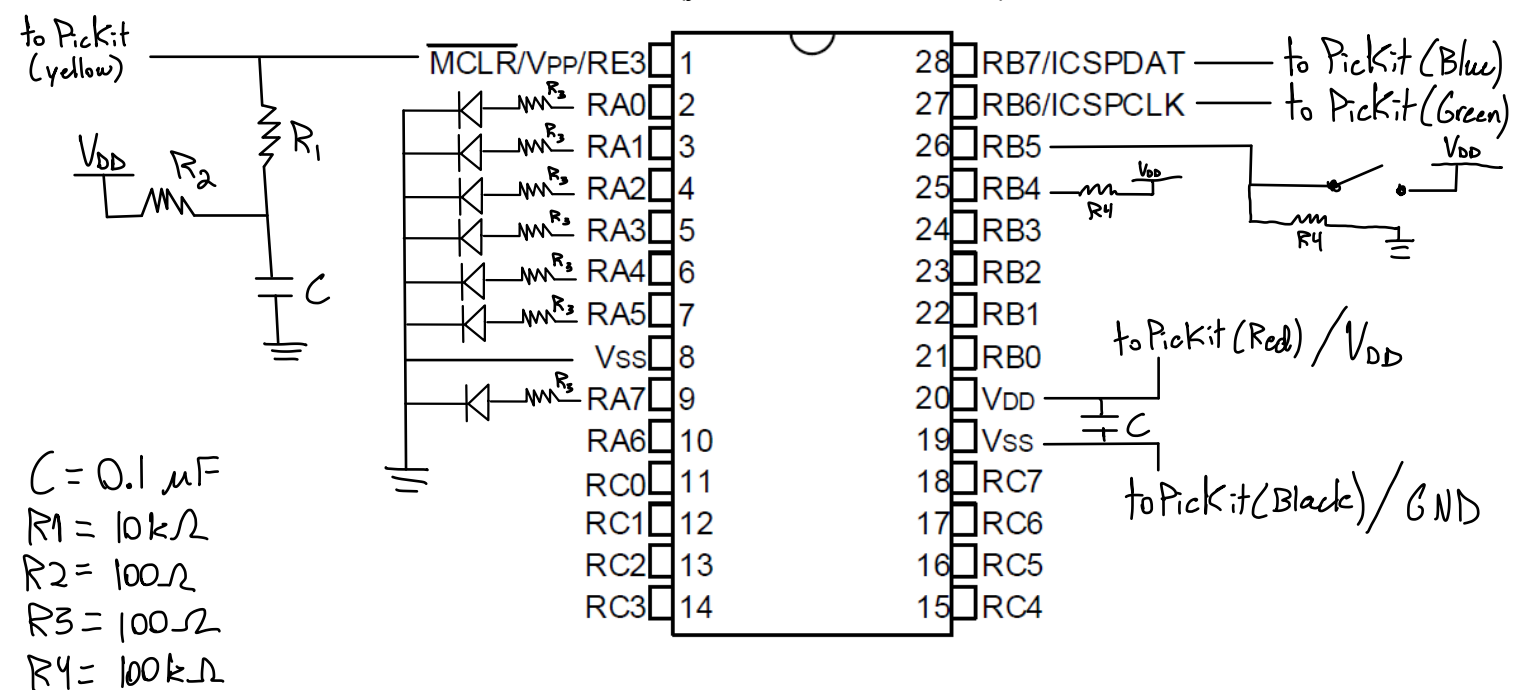 to PicKit
(yellow)
MCLR/VPP/RE3 1
R3 RA0 2
R3 RA1 3
R3 RA2 4
R3 RA3 5
R3 RA4 6
R3 RA5 7
Vss 8
R3 RA7 9
RA6 10
RC0 11
RC1 12
RC2 13
RC3 14
R1
VDD
R2
C
28 RB7/ICSPDAT to PicKit (Blue)
27 RB6/ICSPCLK to PicKit (Green)
26 RB5
VDD
25 RB4
R4
VDD
R4
24 RB3
23 RB2
22 RB1
21 RB0
20 VDD
19 Vss
18 RC7
17 RC6
16 RC5
15 RC4
to PicKit (Red) / VDD
C
to PicKit (Black) / GND
C = 0.1 µF
R1 = 10kΩ
R2 = 100Ω
R3 = 100Ω
R4 = 100kΩ